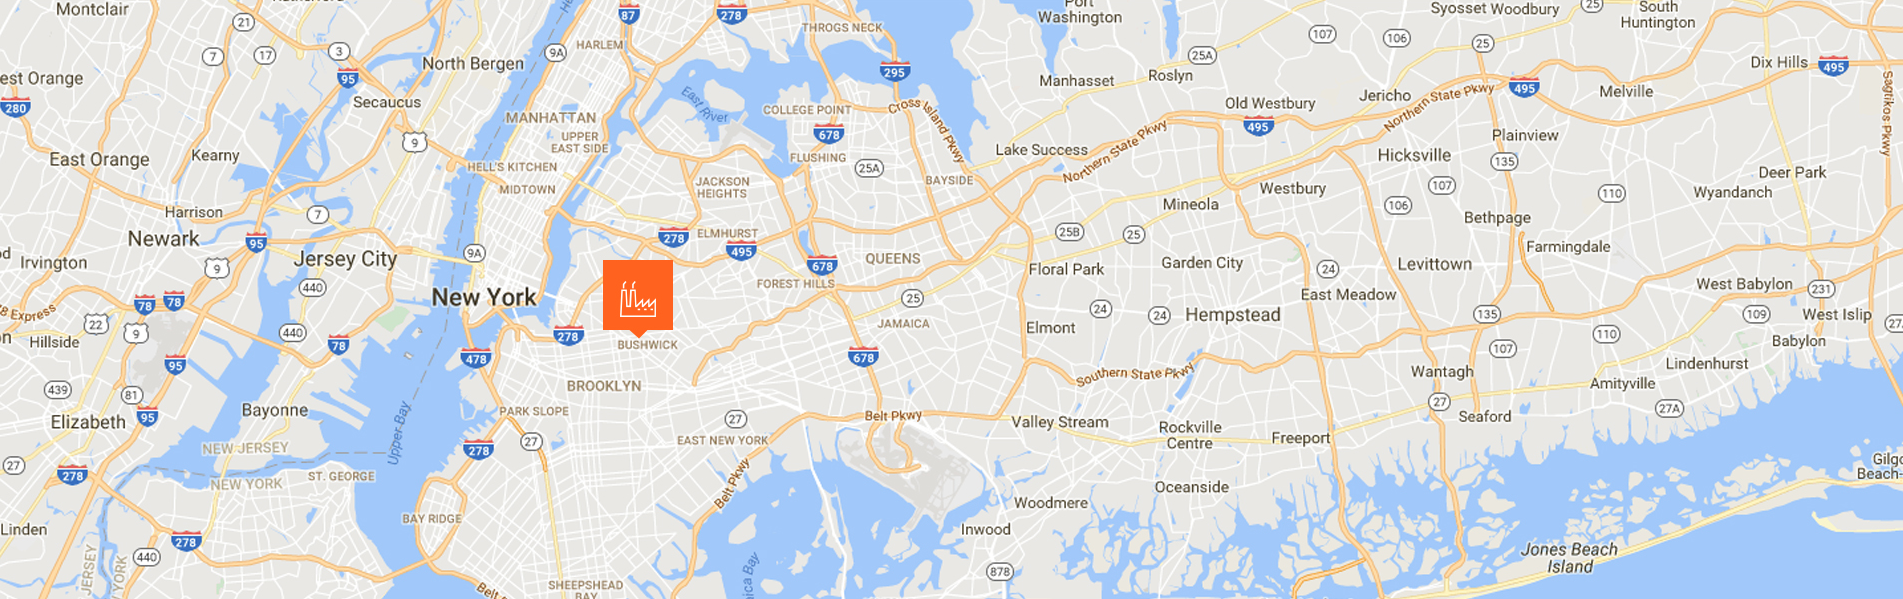 Montclair
21
87
278
THROGS NECK
Port
Washington
Syosset Woodbury
25
South
Huntington
7
17
3
9A
HARLEM
North Bergen
107
106
25
25A
Dix Hills
495
est Orange
95
295
Manhasset
Roslyn
Jericho
495
Melville
Sagtikos Pkwy
280
Secaucus
East River
COLLEGE POINT
Cross Island Pkwy
Old Westbury
Northern State Pkwy
MANHATTAN
678
495
9
UPPER
EAST SIDE
Plainview
East Orange
Kearny
HELL'S KITCHEN
FLUSHING
25A
Lake Success
Northern State Pkwy
Hicksville
135
MIDTOWN
JACKSON
HEIGHTS
BAYSIDE
Westbury
107
110
Deer Park
Wyandanch
Harrison
7
Mineola
106
Bethpage
Newark
95
278
ELMHURST
495
25B
25
Farmingdale
Irvington
9
Jersey City
9A
678
QUEENS
Floral Park
Garden City
24
Levittown
440
FOREST HILLS
West Babylon
231
78
78
New York
25
East Meadow
22
9
440
278
JAMAICA
24
24
Hempstead
135
109
West Islip
Hillside
78
BUSHWICK
Elmont
110
Babylon
95
478
678
107
Lindenhurst
439
81
BROOKLYN
Southern State Pkwy
Wantagh
Amityville
Elizabeth
95
Bayonne
PARK SLOPE
27
Belt Pkwy
Valley Stream
27
Seaford
27A
Upper Bay
27
EAST NEW YORK
Rockville
Centre
Freeport
NEW JERSEY
278
27
278
NEW YORK
ST. GEORGE
Belt Pkwy
Oceanside
Beach
Linden
BAY RIDGE
Woodmere
Inwood
278
440
JERSEY
YORK
878
Jones Beach
Island
SHEEPSHEAD
BAY